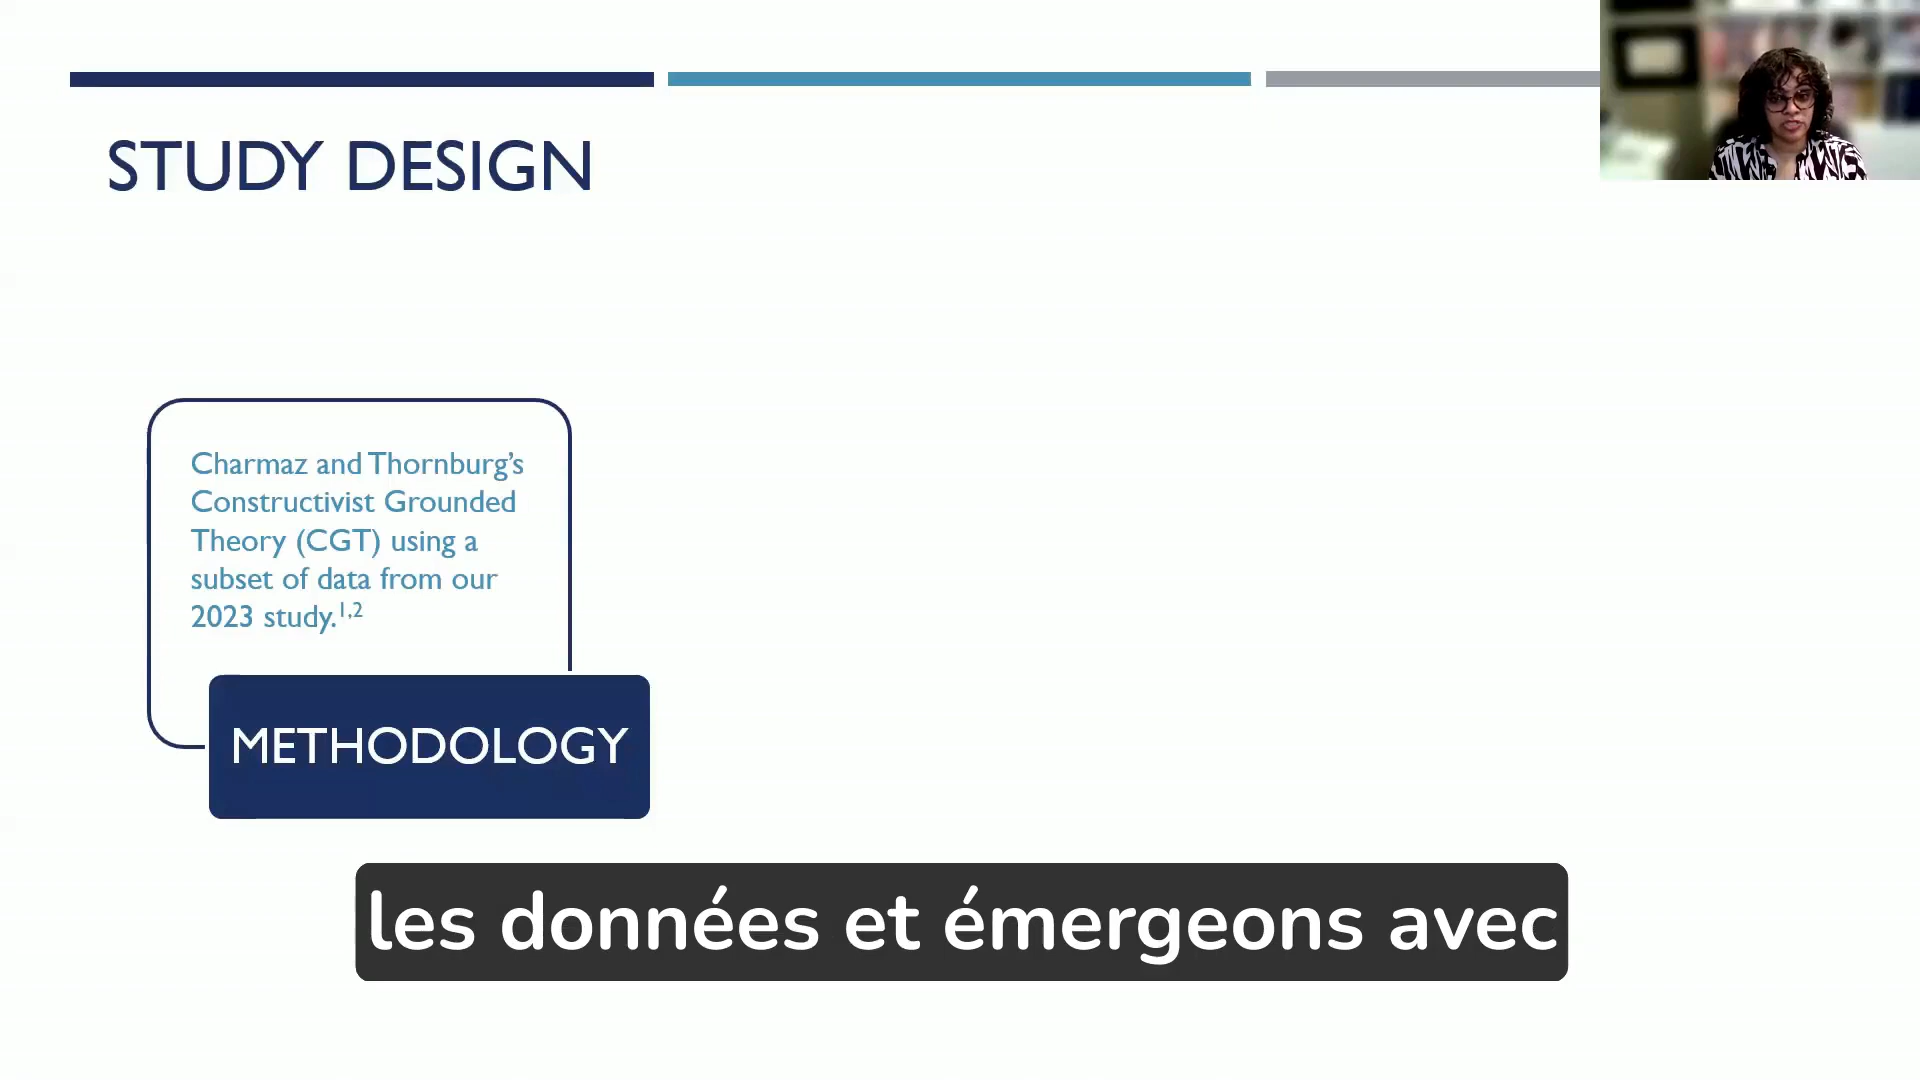 STUDY DESIGN
Charmaz and Thornburg’s
Constructivist Grounded
Theory (CGT) using a
subset of data from our
2023 study.1,2
METHODOLOGY
les données et émergeons avec